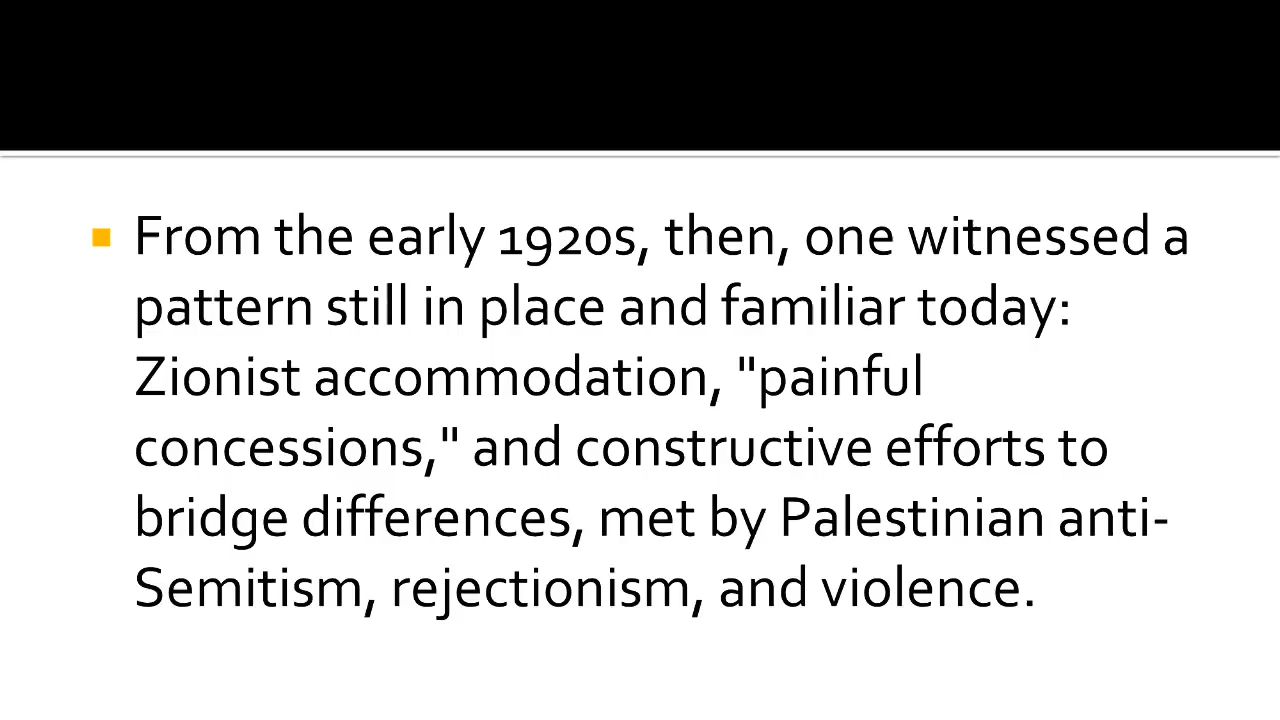 From the early 1920s, then, one witnessed a
pattern still in place and familiar today:
Zionist accommodation, "painful
concessions," and constructive efforts to
bridge differences, met by Palestinian anti-
Semitism, rejectionism, and violence.